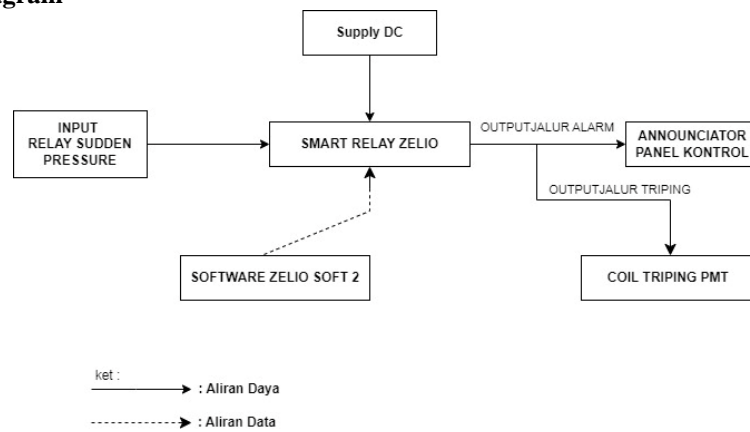 Supply DC
INPUT
RELAY SUDDEN
PRESSURE
SMART RELAY ZELIO
OUTPUTJALUR ALARM
ANNOUNCIATOR
PANEL KONTROL
OUTPUTJALUR TRIPING
SOFTWARE ZELIO SOFT 2
COIL TRIPING PMT
ket :
: Aliran Daya
: Aliran Data